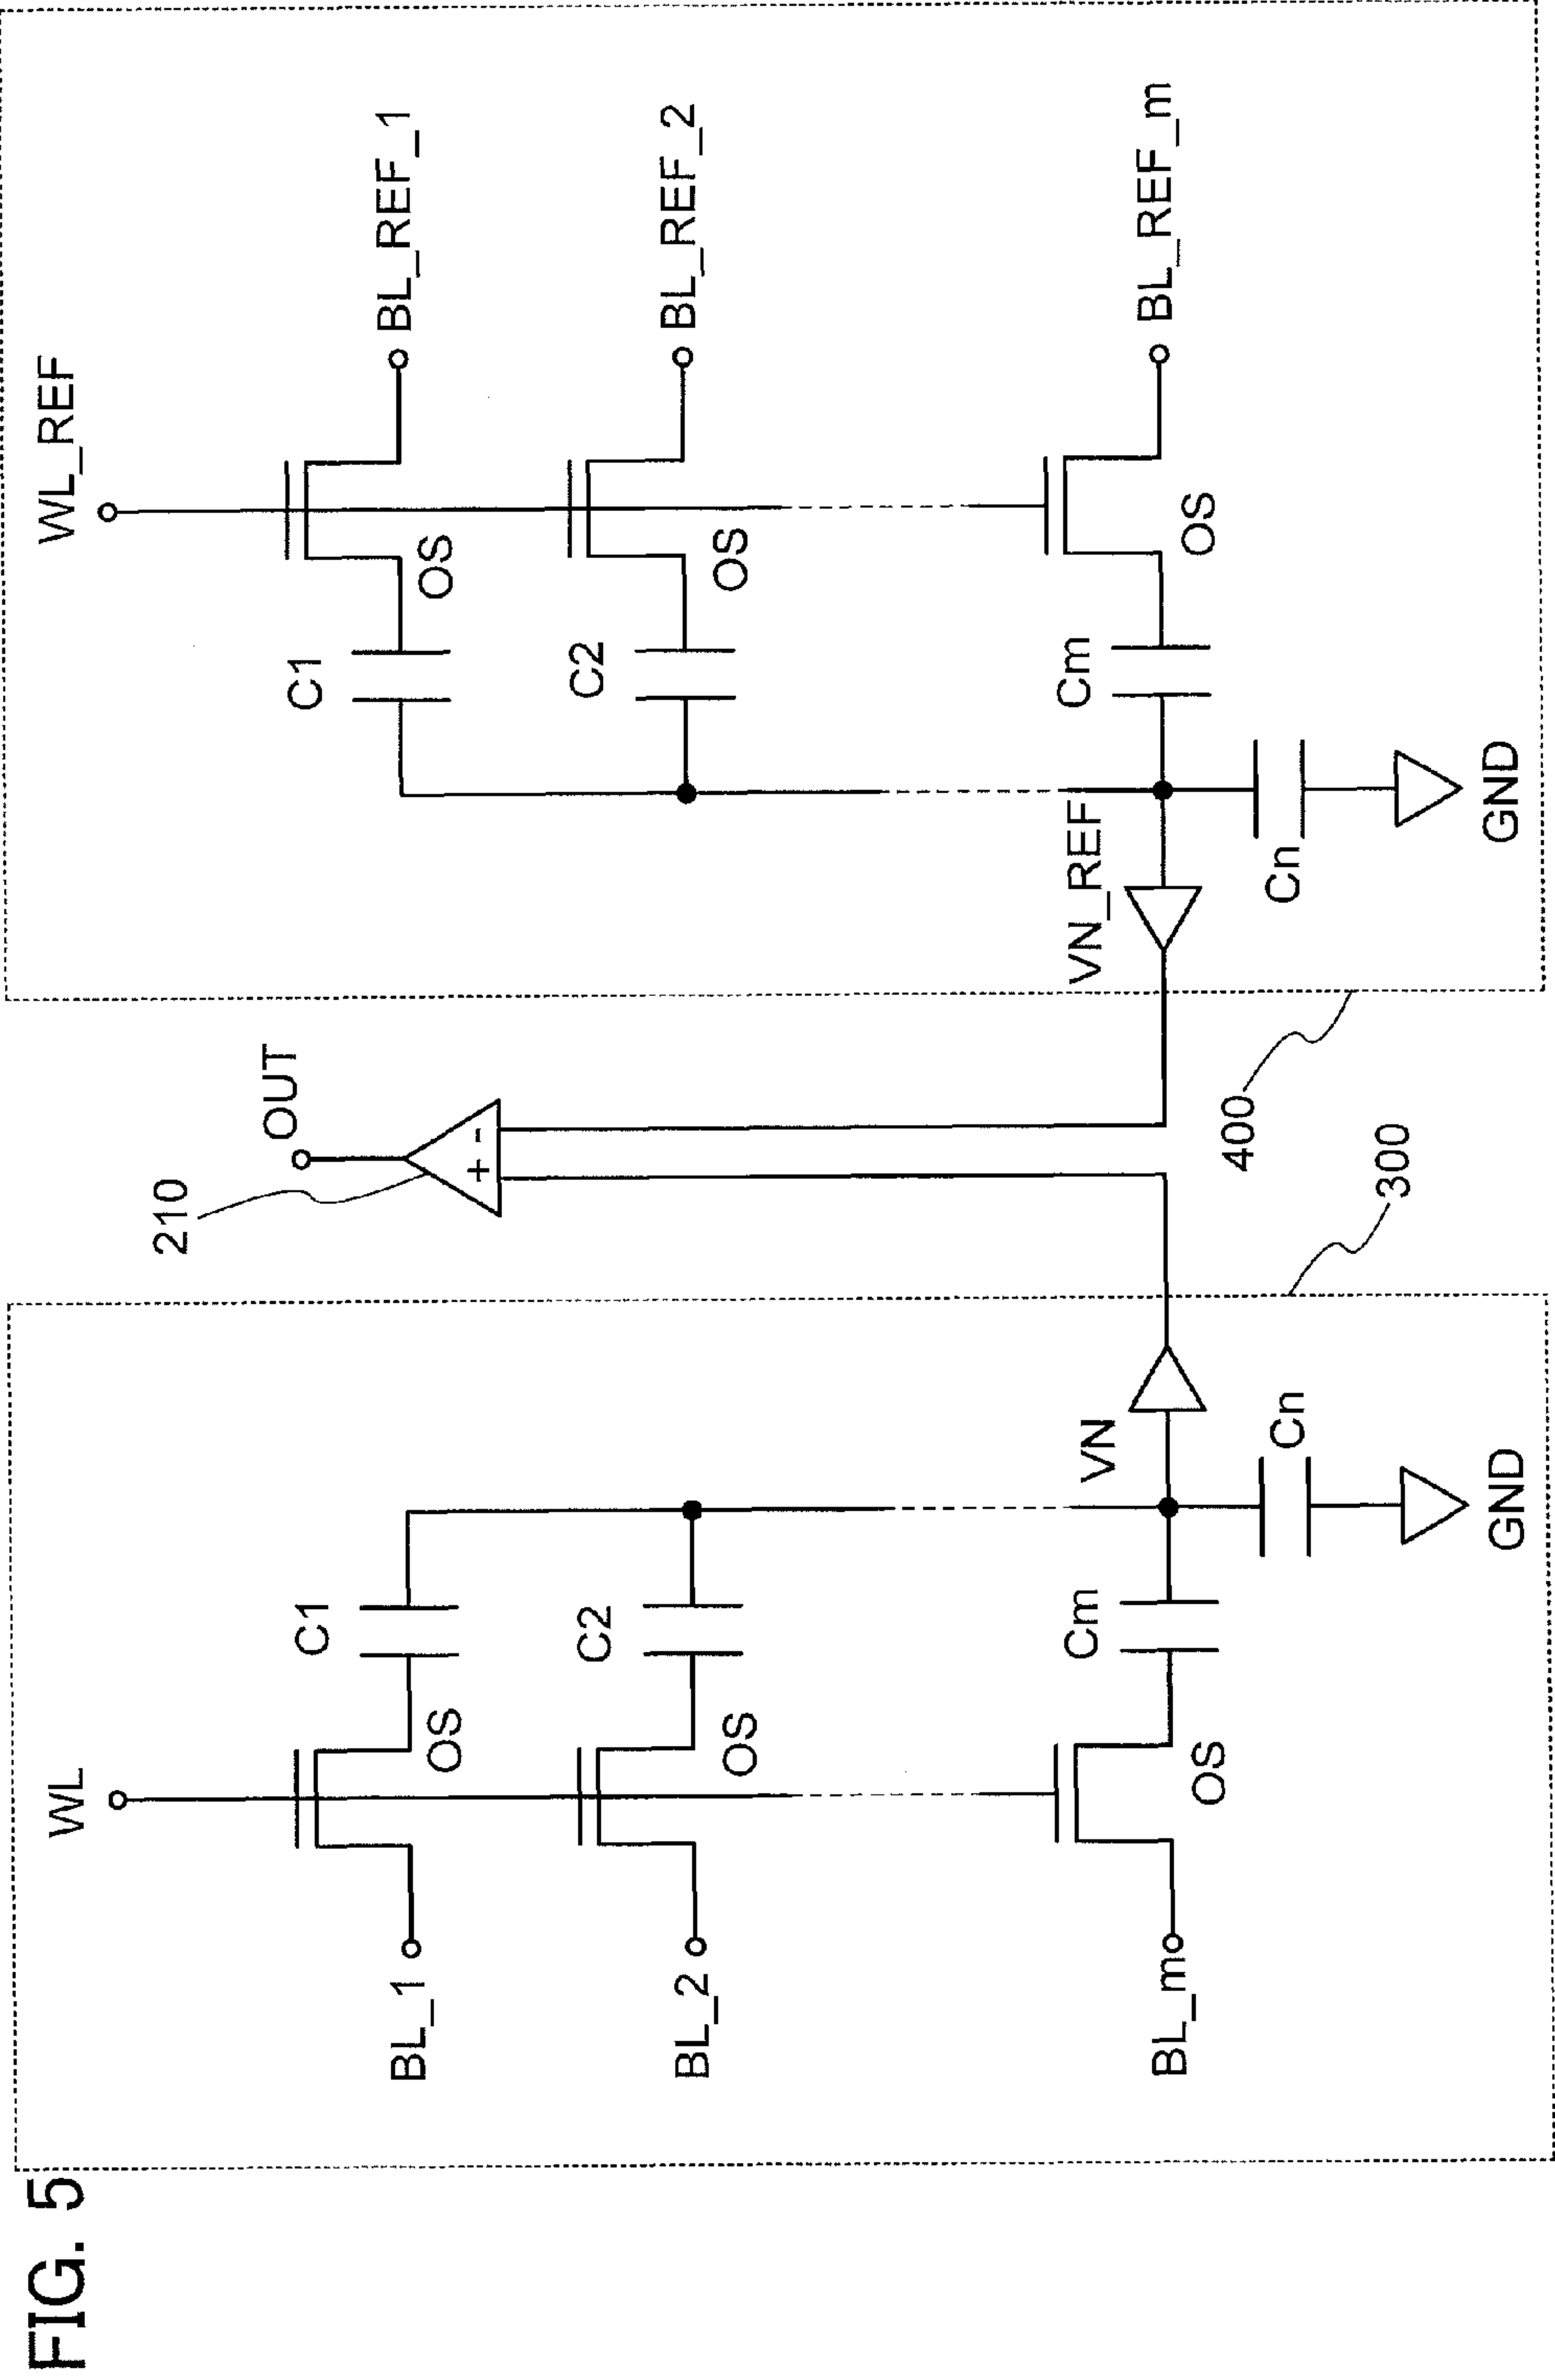 FIG. 5
WL
BL_1
OS
C1
BL_2
OS
C2
BL_m
OS
Cm
VN
Cn
GND
300
210
+ -
OUT
400
WL_REF
C1
OS
BL_REF_1
C2
OS
BL_REF_2
VN_REF
Cm
OS
BL_REF_m
Cn
GND